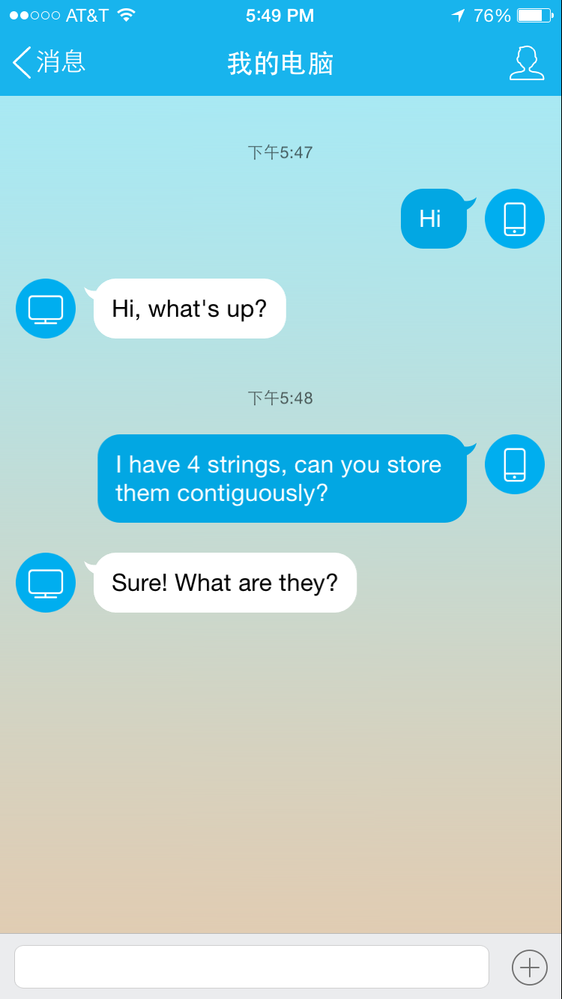 AT&T 5:49 PM 76%
消息 我的电脑
下午5:47
Hi
Hi, what's up?
下午5:48
I have 4 strings, can you store
them contiguously?
Sure! What are they?